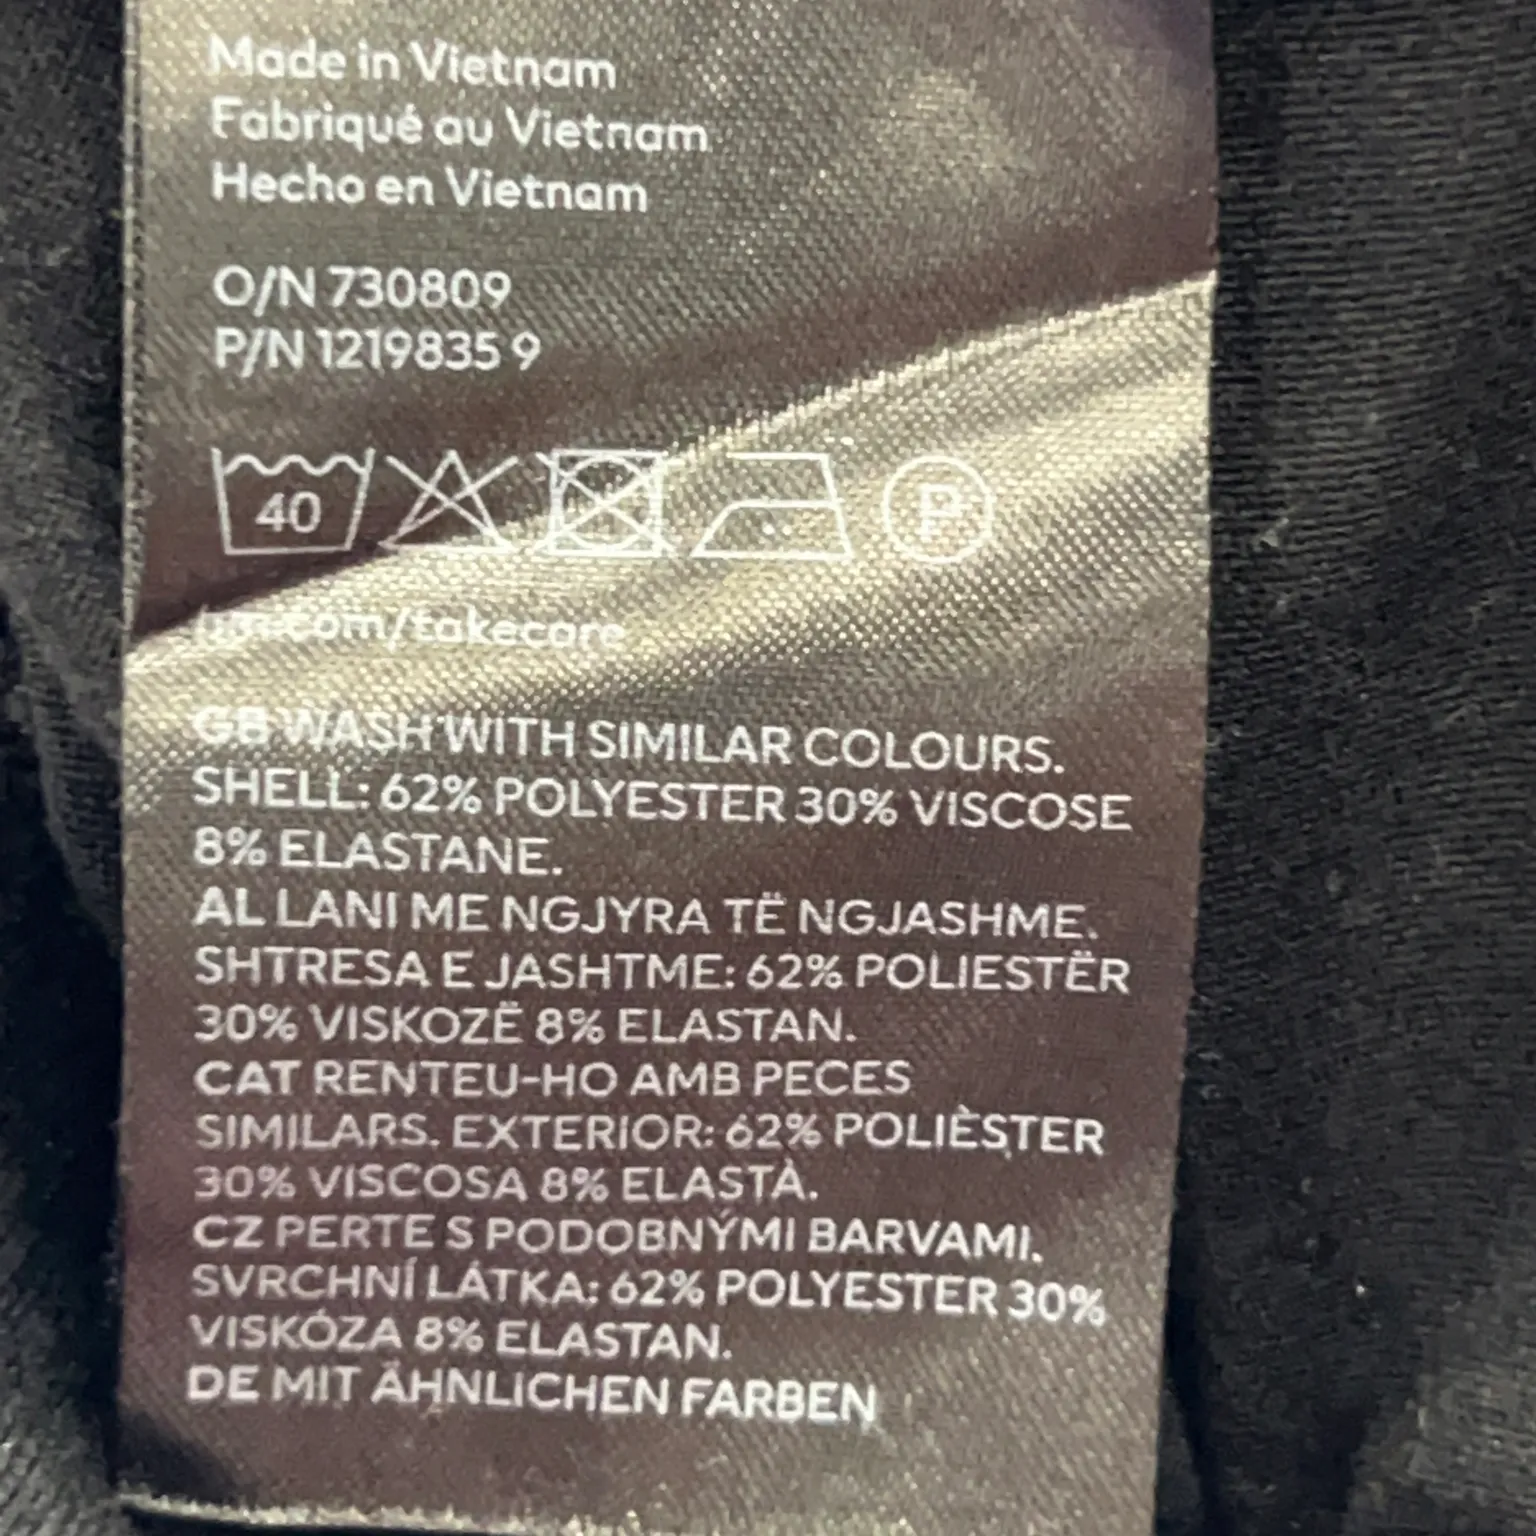 Made in Vietnam
Fabriqué au Vietnam
Hecho en Vietnam
O/N 730809
P/N 1219835 9
40
P
hm.com/takecare
GB WASH WITH SIMILAR COLOURS.
SHELL: 62% POLYESTER 30% VISCOSE
8% ELASTANE.
AL LANI ME NGJYRA TË NGJASHME.
SHTRESA E JASHTME: 62% POLIESTËR
30% VISKOZË 8% ELASTAN.
CAT RENTEU-HO AMB PECES
SIMILARS. EXTERIOR: 62% POLIÈSTER
30% VISCOSA 8% ELASTÀ.
CZ PERTE S PODOBNÝMI BARVAMI.
SVRCHNÍ LÁTKA: 62% POLYESTER 30%
VISKÓZA 8% ELASTAN.
DE MIT ÄHNLICHEN FARBEN